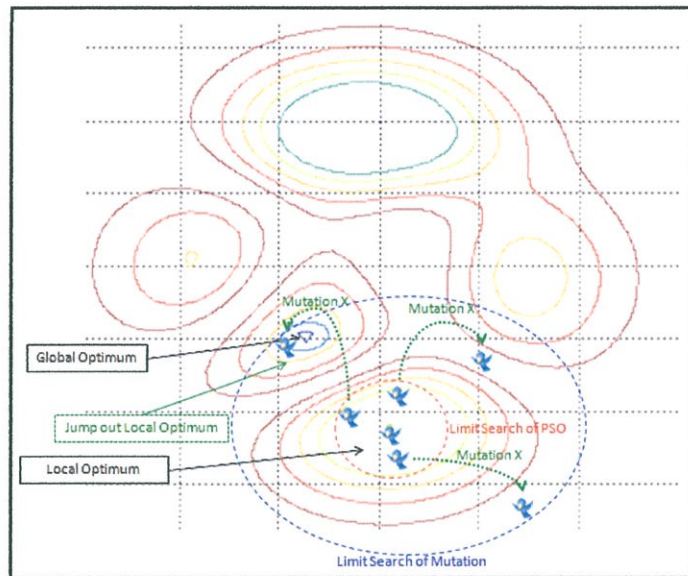 Mutation X
Mutation X
Global Optimum
Jump out Local Optimum
Limit Search of PSO
Mutation X
Local Optimum
Limit Search of Mutation